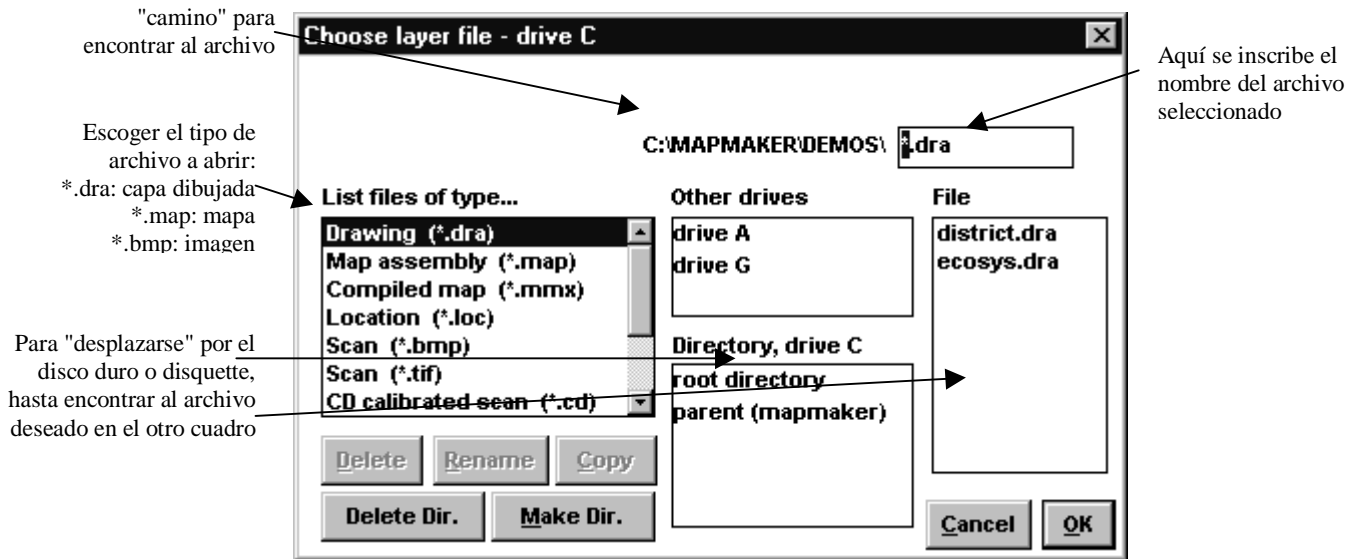 "camino" para
encontrar al archivo
Choose layer file - drive C
Aquí se inscribe el
nombre del archivo
seleccionado
Escoger el tipo de
archivo a abrir:
*.dra: capa dibujada
*.map: mapa
*.bmp: imagen
C:\MAPMAKER\DEMOS\ *.dra
List files of type...
Drawing (*.dra)
Map assembly (*.map)
Compiled map (*.mmx)
Location (*.loc)
Scan (*.bmp)
Scan (*.tif)
CD calibrated scan (*.cd)
Other drives
drive A
drive G
File
district.dra
ecosys.dra
Para "desplazarse" por el
disco duro o disquette,
hasta encontrar al archivo
deseado en el otro cuadro
Directory, drive C
root directory
parent (mapmaker)
Delete Rename Copy
Delete Dir. Make Dir.
Cancel OK